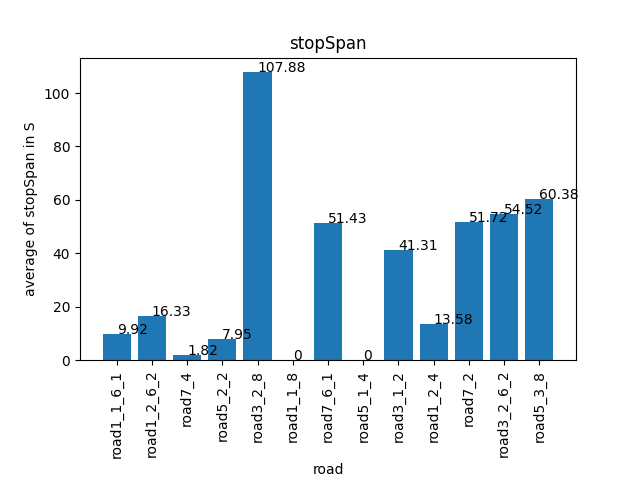 stopSpan
average of stopSpan in S
100
80
60
40
20
0
9.92
16.33
1.82
7.95
107.88
0
51.43
0
41.31
13.58
51.72
54.52
60.38
road1_1_6_1
road1_2_6_2
road7_4
road5_2_2
road3_2_8
road1_1_8
road7_6_1
road5_1_4
road3_1_2
road1_2_4
road7_2
road3_2_6_2
road5_3_8
road